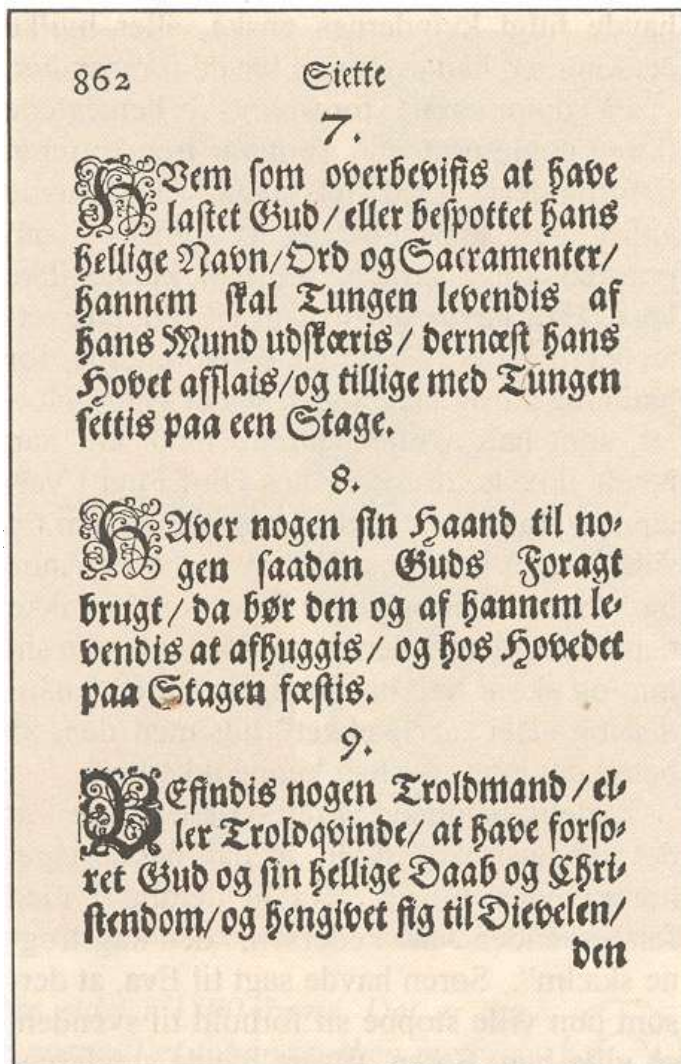 862 Siette
7.
HVem som overbevisis at have
lastet Gud / eller bespottet hans
hellige Navn/Ord og Sacramenter/
hannem skal Tungen levendis af
hans Mund udskæris / dernæst hans
Hovet afslais/og tillige med Tungen
settis paa een Stage.
8.
HAver nogen sin Haand til no-
gen saadan Guds Foragt
brugt / da bør den og af hannem le-
vendis at afhuggis / og hos Hovedet
paa Stagen fæstis.
9.
BEfindis nogen Troldmand / el-
ler Troldqvinde/ at have forso-
ret Gud og sin hellige Daab og Chri-
stendom/og hengivet sig til Dievelen/
den